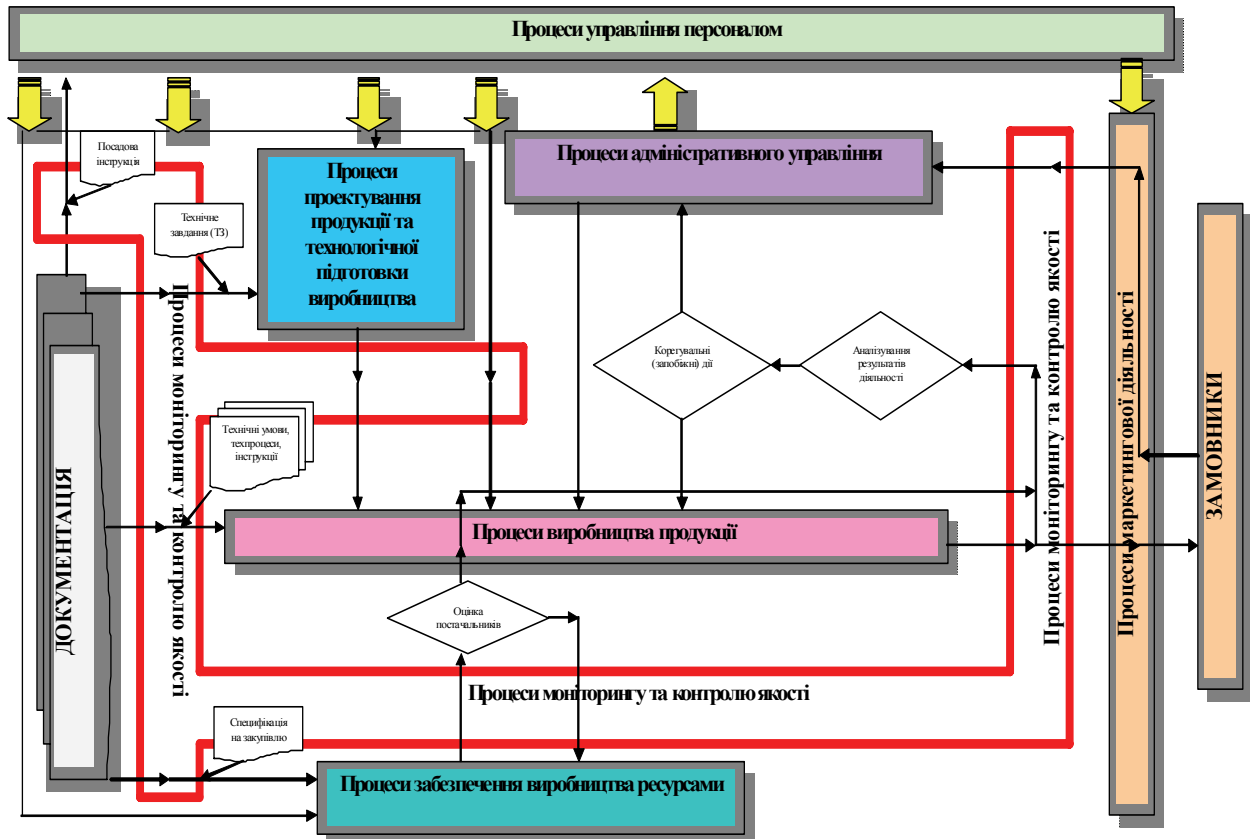 Процеси управління персоналом
Посадова
інструкція
Процеси
проектування
продукції та
технологічної
підготовки
виробництва
Процеси адміністративного управління
Технічне
завдання (ТЗ)
Корегувальні
(запобіжні) дії
Аналізування
результатів
діяльності
Технічні умови,
техпроцеси,
інструкції
ДОКУМЕНТАЦІЯ
Процеси моніторингу та контролю якості
Процеси виробництва продукції
Процеси моніторингу та контролю якості
Процеси маркетингової діяльності
ЗАМОВНИКИ
Оцінка
постачальників
Процеси моніторингу та контролю якості
Специфікація
на закупівлю
Процеси забезпечення виробництва ресурсами